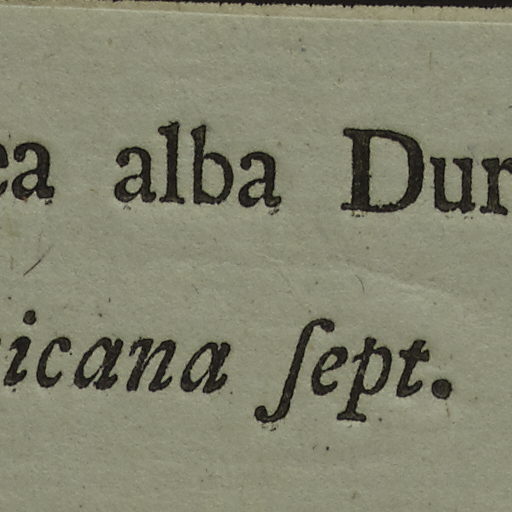 ea alba Dur
icana ſept.